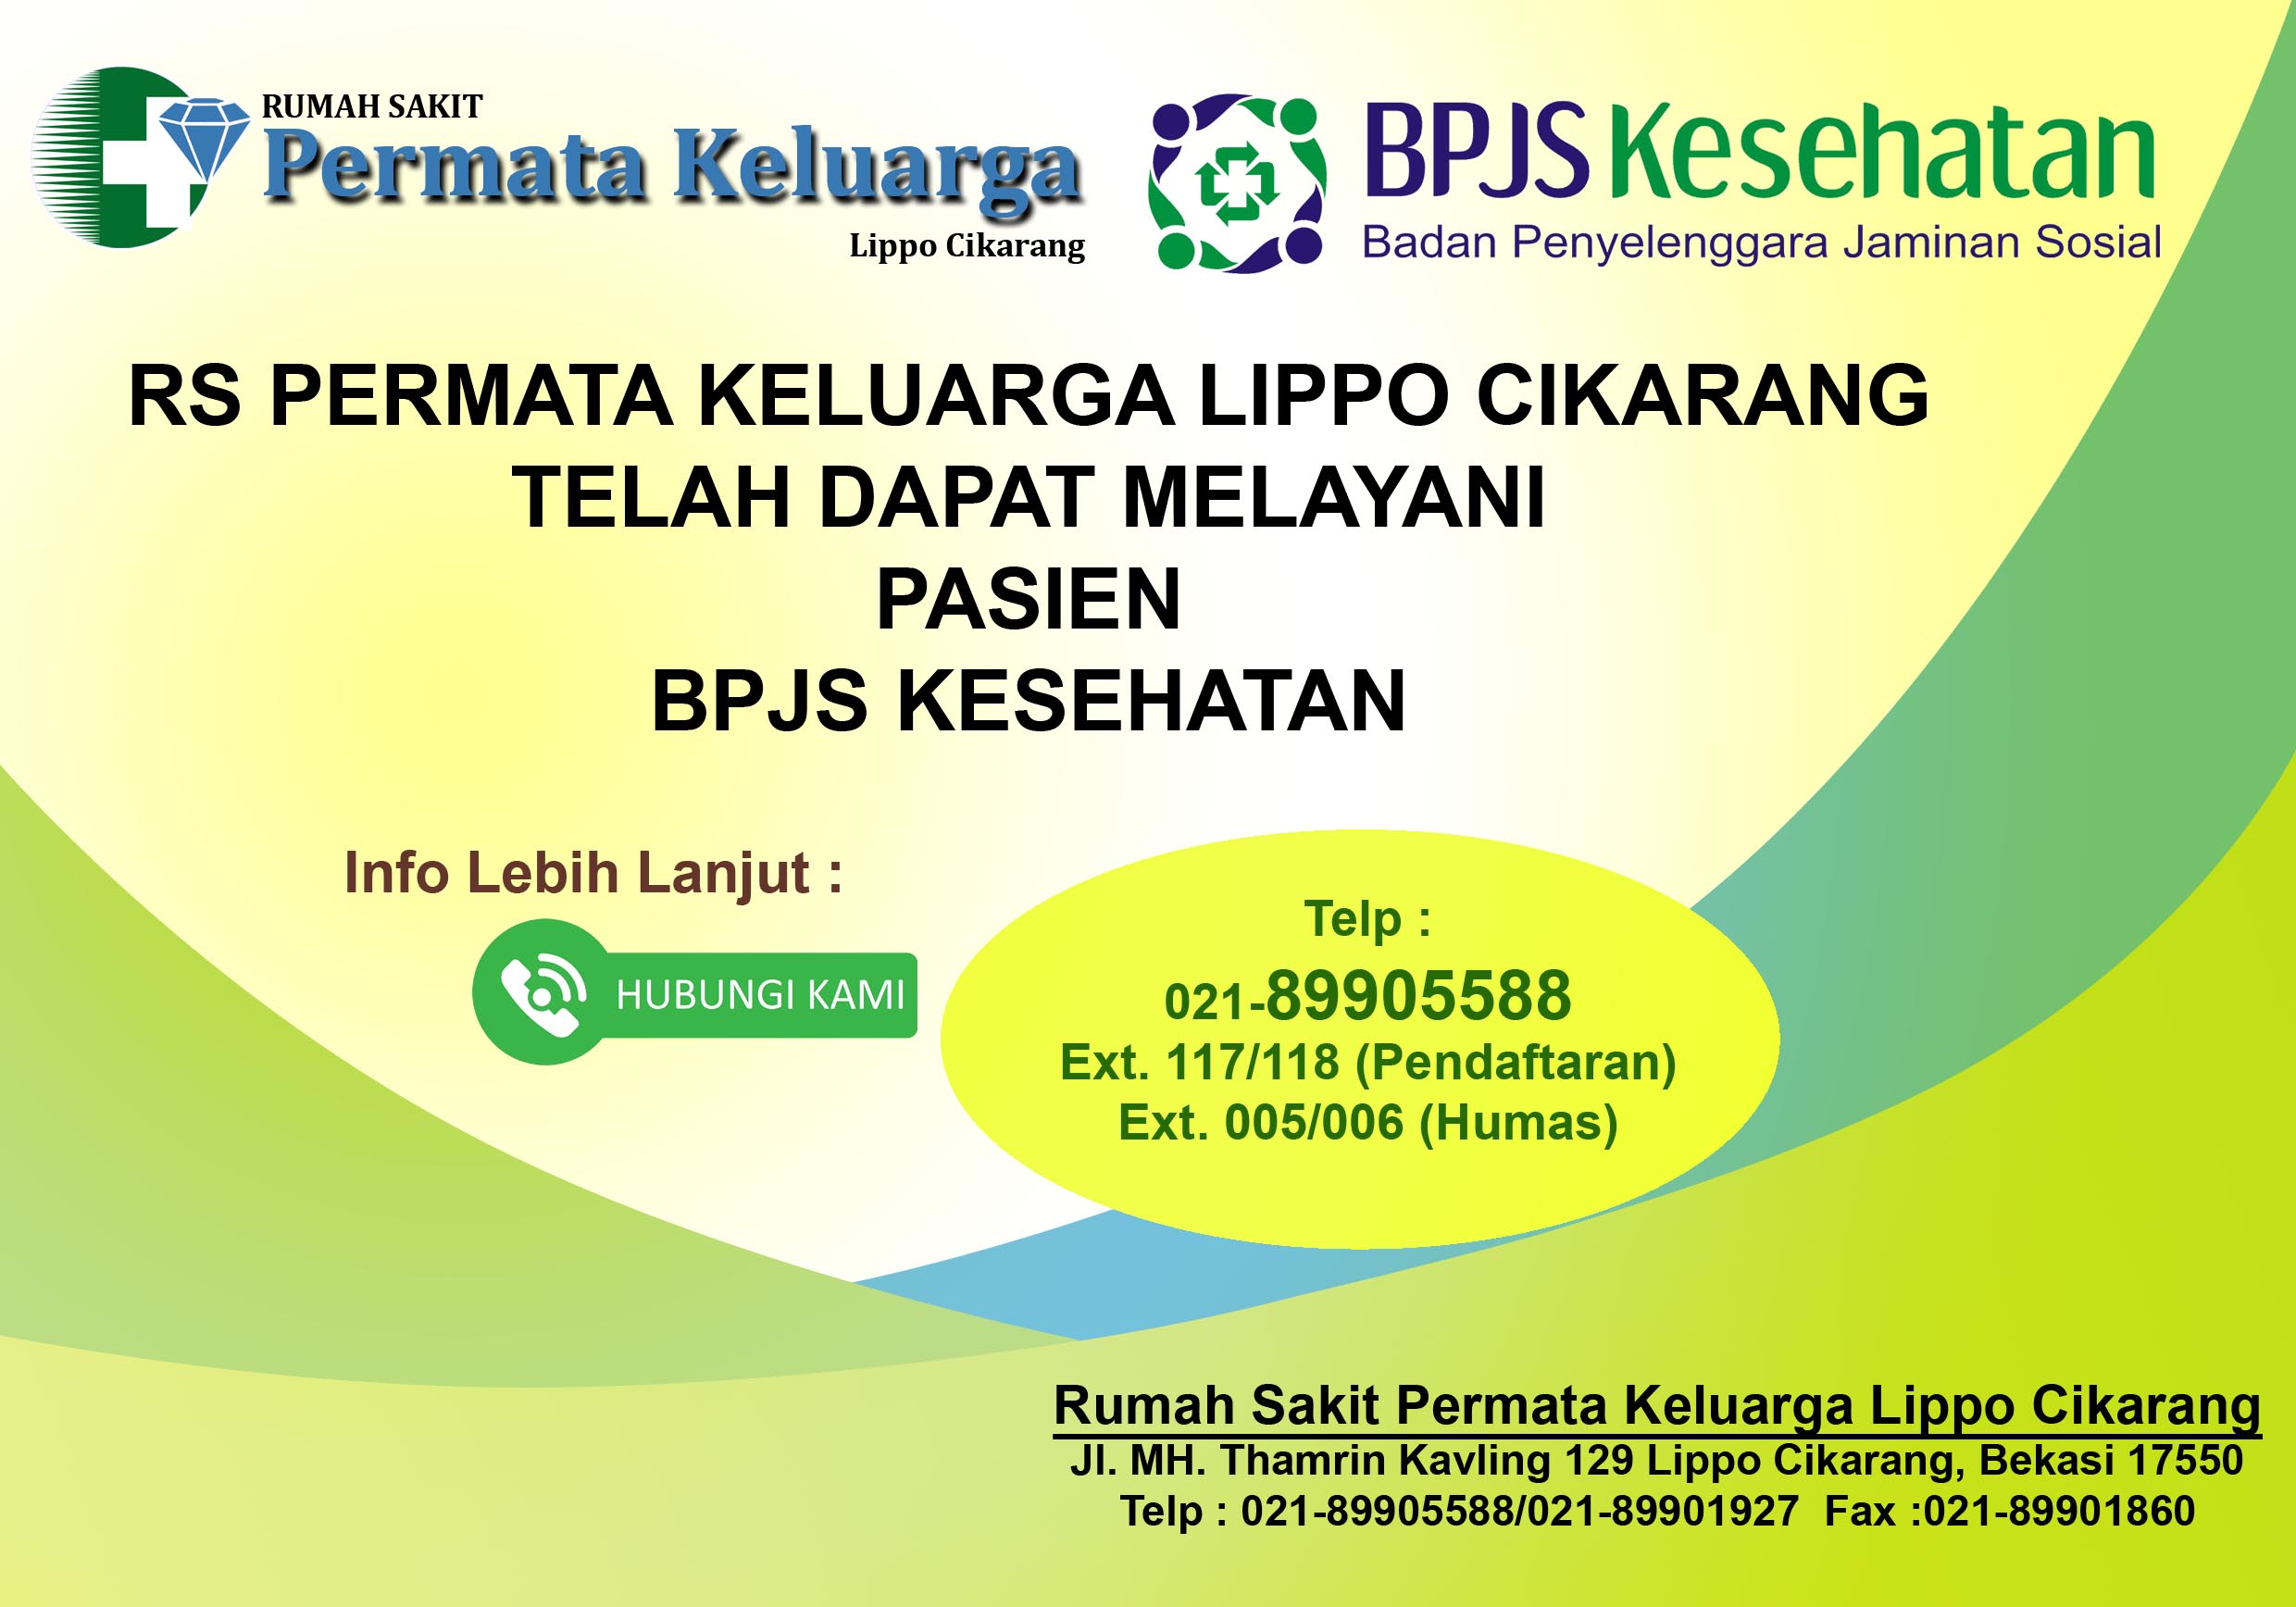 RUMAH SAKIT
Permata Keluarga
Lippo Cikarang
BPJS Kesehatan
Badan Penyelenggara Jaminan Sosial
RS PERMATA KELUARGA LIPPO CIKARANG
TELAH DAPAT MELAYANI
PASIEN
BPJS KESEHATAN
Info Lebih Lanjut :
HUBUNGI KAMI
Telp :
021-89905588
Ext. 117/118 (Pendaftaran)
Ext. 005/006 (Humas)
Rumah Sakit Permata Keluarga Lippo Cikarang
Jl. MH. Thamrin Kavling 129 Lippo Cikarang, Bekasi 17550
Telp : 021-89905588/021-89901927  Fax :021-89901860